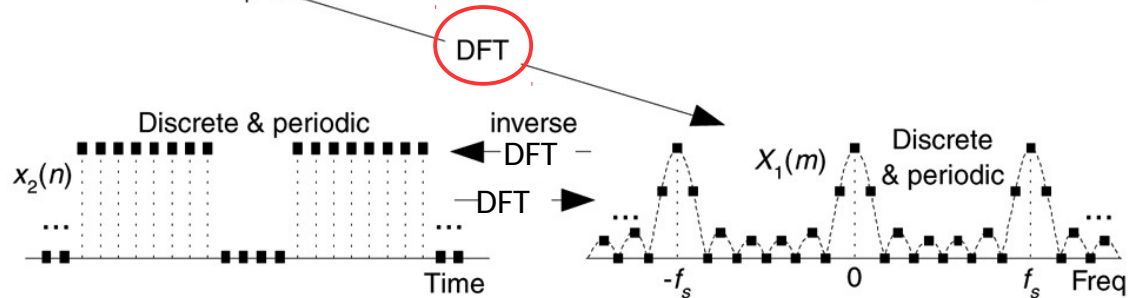 DFT
Discrete & periodic
x₂(n)
...
...
Time
inverse
DFT
DFT
X₁(m)
Discrete
& periodic
...
...
-fₛ
0
fₛ
Freq